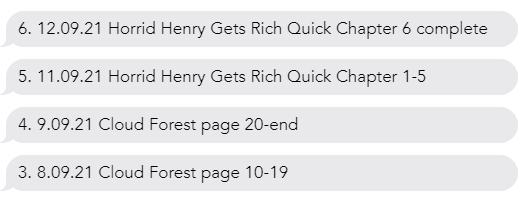 6. 12.09.21 Horrid Henry Gets Rich Quick Chapter 6 complete
5. 11.09.21 Horrid Henry Gets Rich Quick Chapter 1-5
4. 9.09.21 Cloud Forest page 20-end
3. 8.09.21 Cloud Forest page 10-19